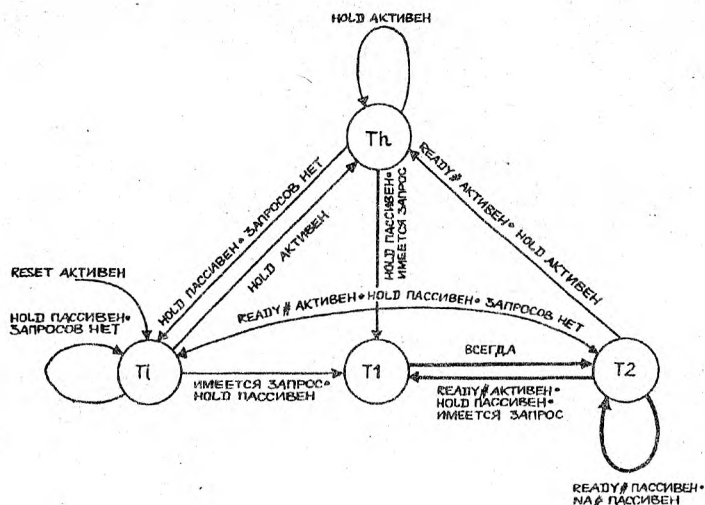 HOLD АКТИВЕН
Th
HOLD ПАССИВЕН • ЗАПРОСОВ НЕТ
HOLD АКТИВЕН
HOLD ПАССИВЕН •
ИМЕЕТСЯ ЗАПРОС
READY# АКТИВЕН • HOLD АКТИВЕН
RESET АКТИВЕН
HOLD ПАССИВЕН •
ЗАПРОСОВ НЕТ
READY# АКТИВЕН • HOLD ПАССИВЕН • ЗАПРОСОВ НЕТ
Ti
ИМЕЕТСЯ ЗАПРОС •
HOLD ПАССИВЕН
T1
ВСЕГДА
READY# АКТИВЕН •
HOLD ПАССИВЕН •
ИМЕЕТСЯ ЗАПРОС
T2
READY# ПАССИВЕН •
NA# ПАССИВЕН